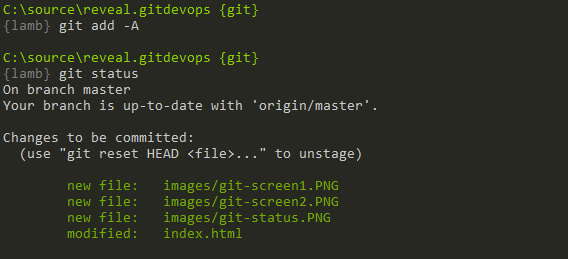 C:\source\reveal.gitdevops {git}
{lamb} git add -A
C:\source\reveal.gitdevops {git}
{lamb} git status
On branch master
Your branch is up-to-date with 'origin/master'.
Changes to be committed:
  (use "git reset HEAD <file>..." to unstage)
        new file:   images/git-screen1.PNG
        new file:   images/git-screen2.PNG
        new file:   images/git-status.PNG
        modified:   index.html